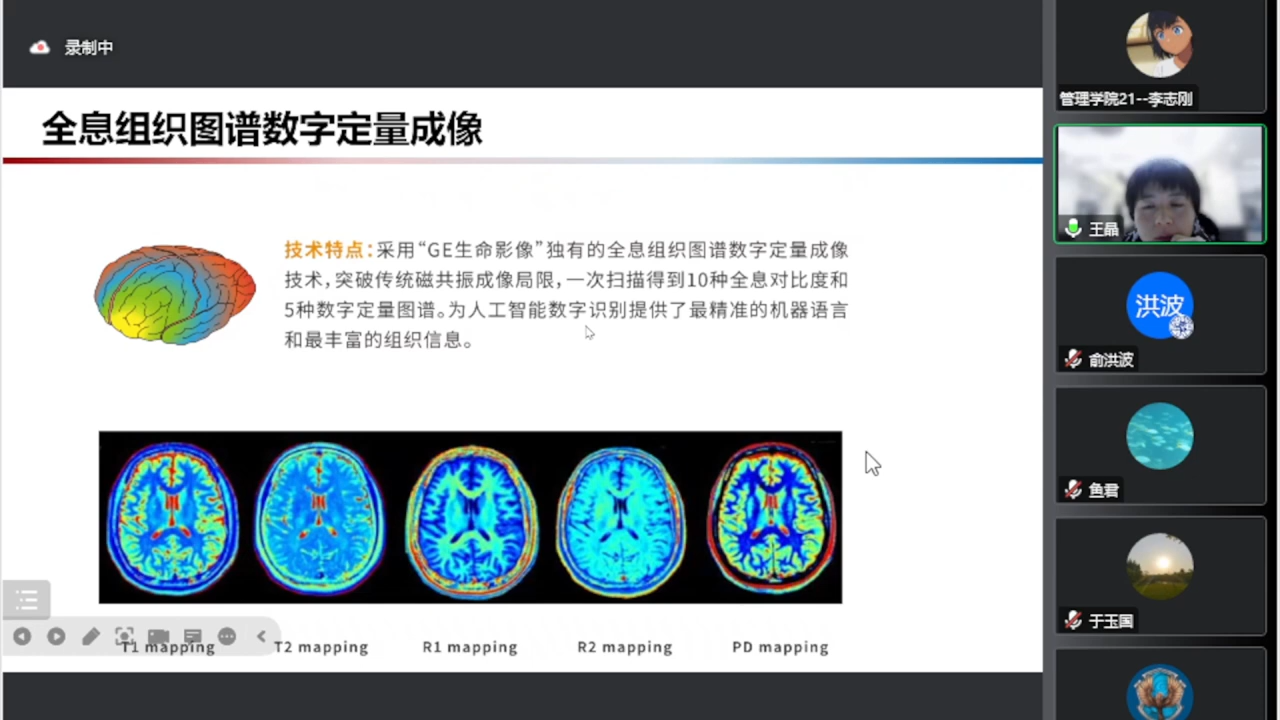 录制中
全息组织图谱数字定量成像
技术特点：采用“GE生命影像”独有的全息组织图谱数字定量成像
技术，突破传统磁共振成像局限，一次扫描得到10种全息对比度和
5种数字定量图谱。为人工智能数字识别提供了最精准的机器语言
和最丰富的组织信息。
T1 mapping
T2 mapping
R1 mapping
R2 mapping
PD mapping
管理学院21--李志刚
王晶
洪波
俞洪波
鱼君
于玉国